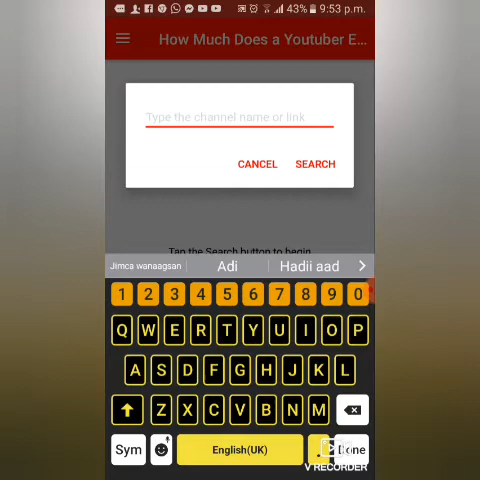 43% 9:53 p.m.
How Much Does a Youtuber E...
Type the channel name or link
CANCEL SEARCH
Tap the Search button to begin
Jimca wanaagsan Adi Hadii aad
1 2 3 4 5 6 7 8 9 0
Q W E R T Y U I O P
A S D F G H J K L
Z X C V B N M
Sym English(UK) . Done
V RECORDER